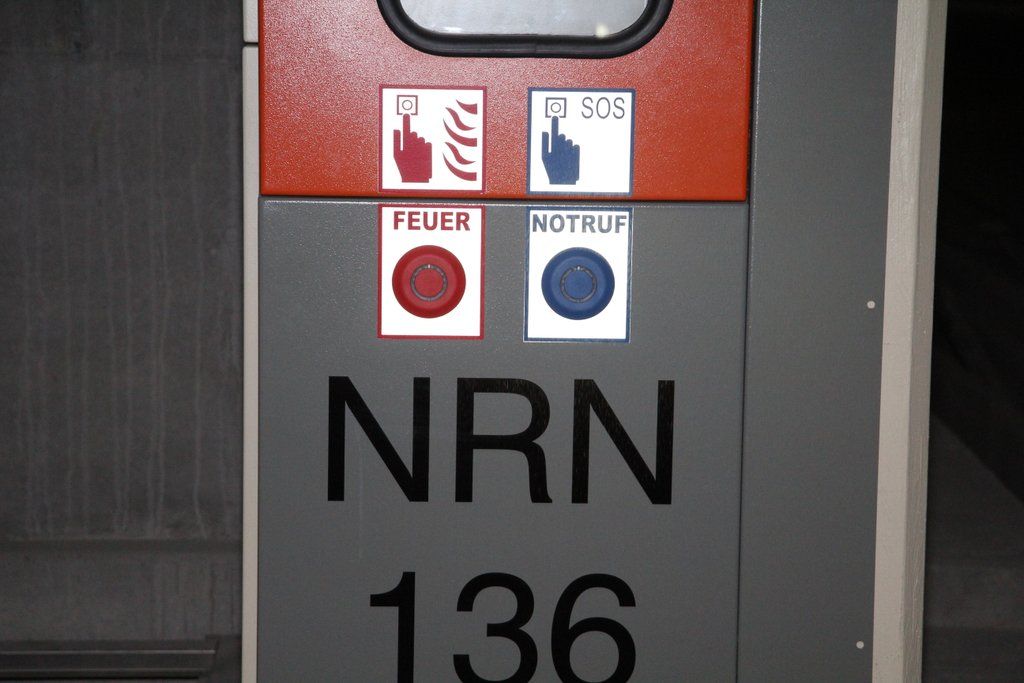 SOS
FEUER NOTRUF
NRN
136